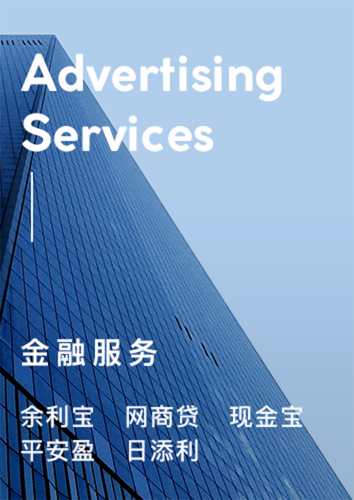 Advertising
Services
金融服务
余利宝 网商贷 现金宝
平安盈 日添利